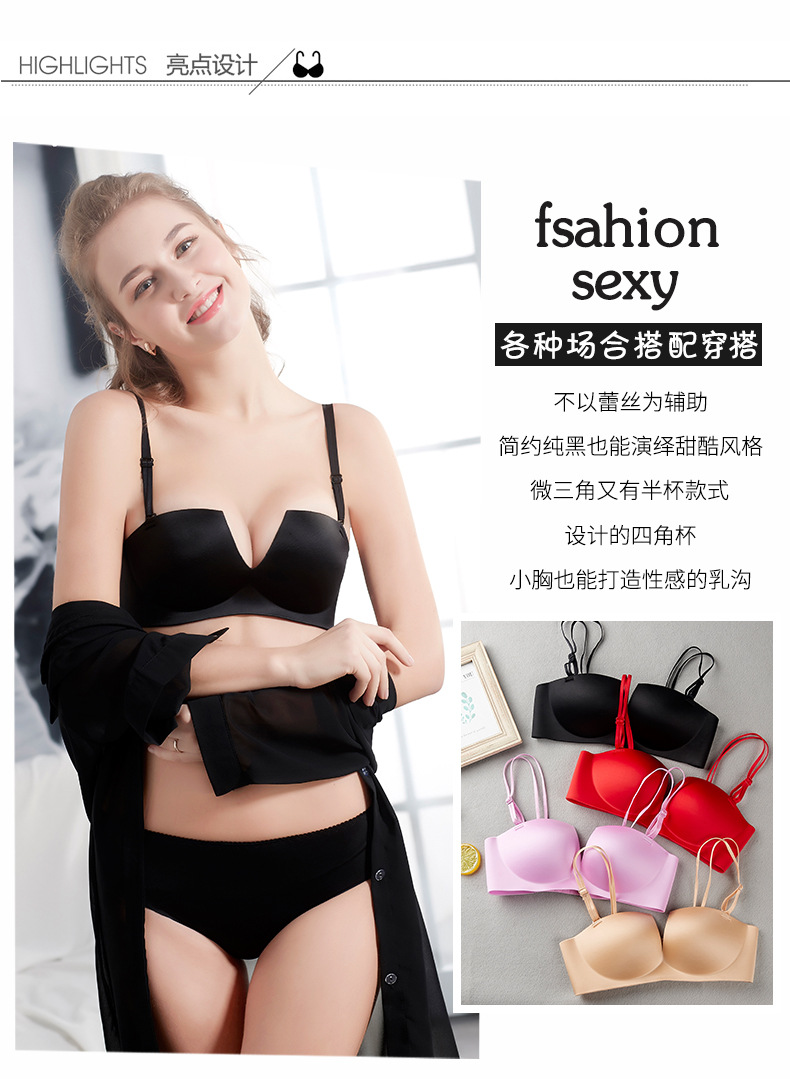 HIGHLIGHTS 亮点设计
fsahion
sexy
各种场合搭配穿搭
不以蕾丝为辅助
简约纯黑也能演绎甜酷风格
微三角又有半杯款式
设计的四角杯
小胸也能打造性感的乳沟